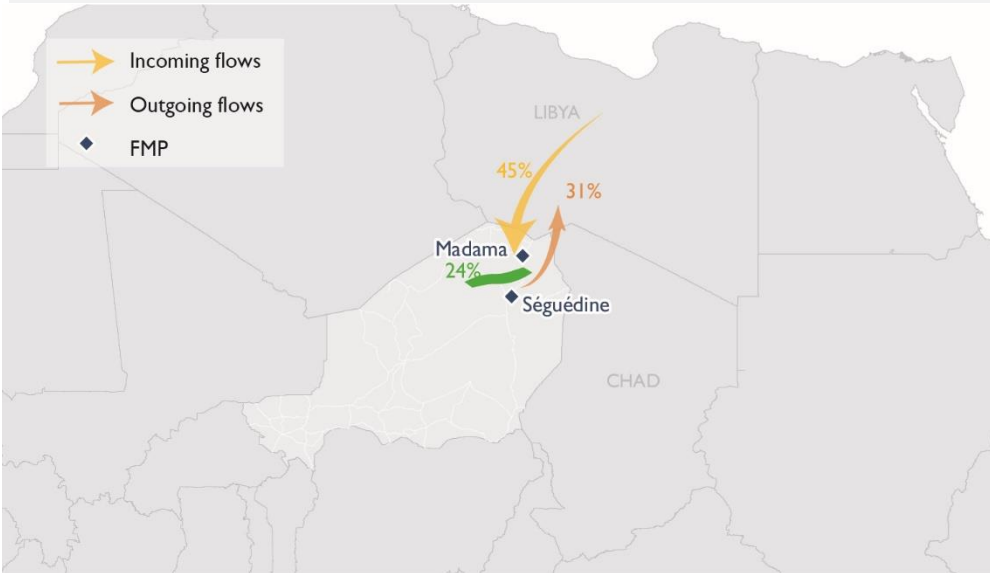 Incoming flows
Outgoing flows
FMP
LIBYA
45%
31%
Madama
24%
Séguédine
CHAD